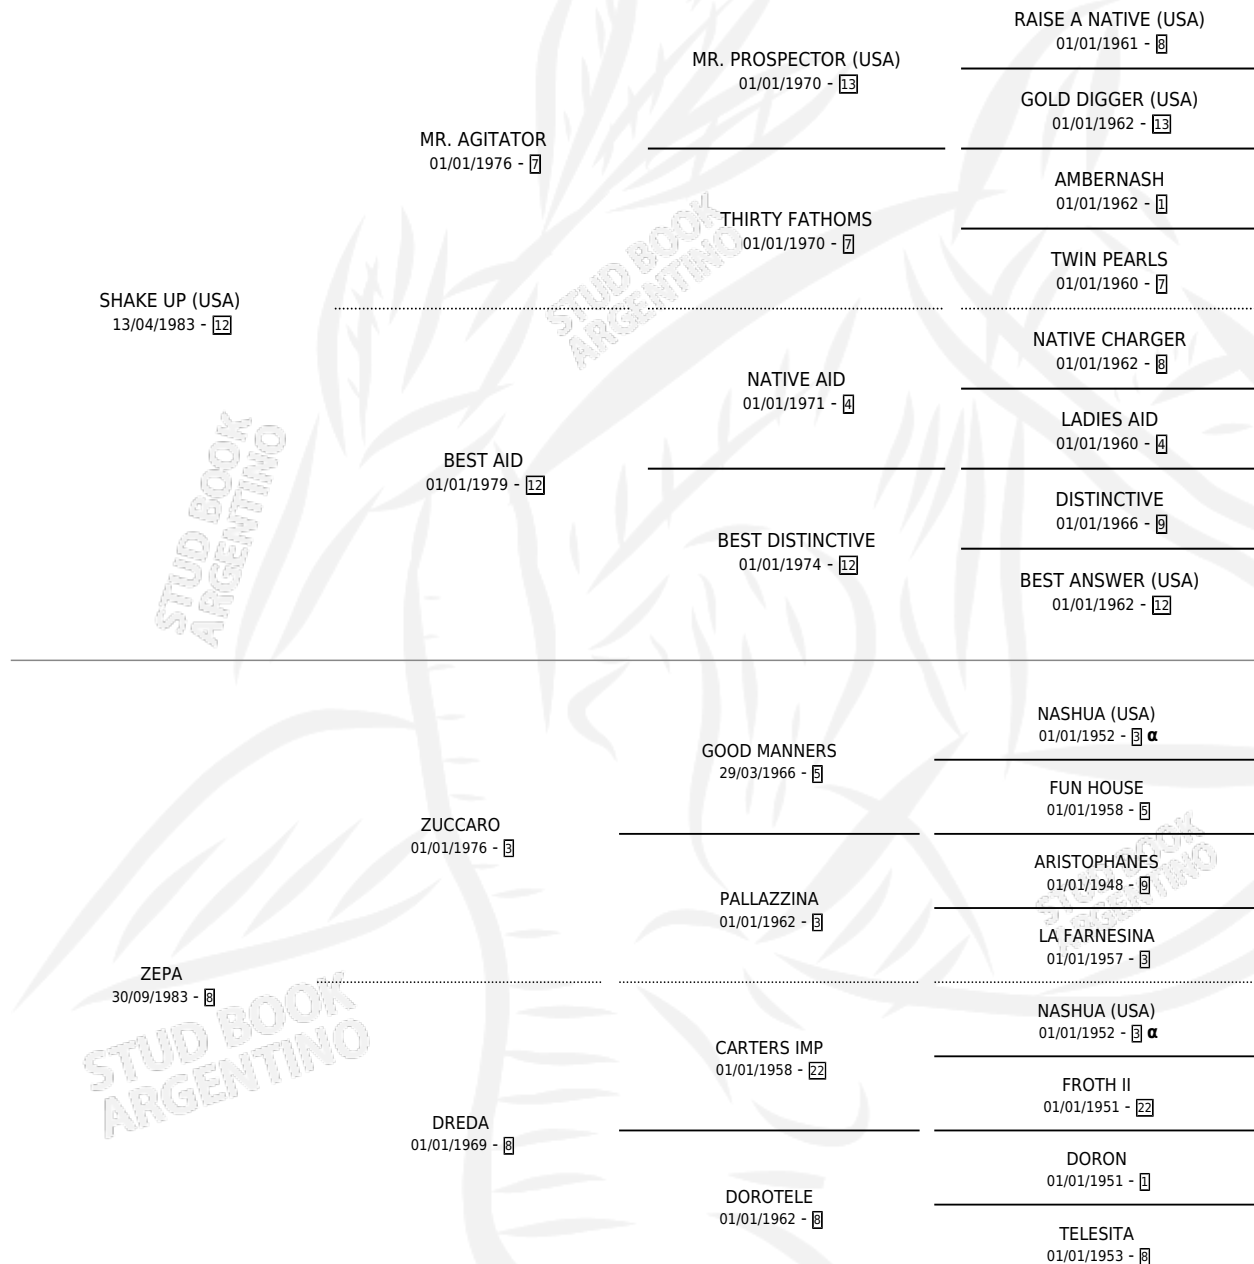 RAISE A NATIVE (USA)
01/01/1961 - 8
MR. PROSPECTOR (USA)
01/01/1970 - 13
GOLD DIGGER (USA)
01/01/1962 - 13
MR. AGITATOR
01/01/1976 - 7
AMBERNASH
01/01/1962 - 1
THIRTY FATHOMS
01/01/1970 - 7
TWIN PEARLS
01/01/1960 - 7
SHAKE UP (USA)
13/04/1983 - 12
NATIVE CHARGER
01/01/1962 - 8
NATIVE AID
01/01/1971 - 4
LADIES AID
01/01/1960 - 4
BEST AID
01/01/1979 - 12
DISTINCTIVE
01/01/1966 - 9
BEST DISTINCTIVE
01/01/1974 - 12
BEST ANSWER (USA)
01/01/1962 - 12
STUD BOOK
ARGENTINO
STUD BOOK
ARGENTINO
NASHUA (USA)
01/01/1952 - 3 α
GOOD MANNERS
29/03/1966 - 5
FUN HOUSE
01/01/1958 - 5
ZUCCARO
01/01/1976 - 3
ARISTOPHANES
01/01/1948 - 9
PALLAZZINA
01/01/1962 - 3
LA FARNESINA
01/01/1957 - 3
ZEPA
30/09/1983 - 8
NASHUA (USA)
01/01/1952 - 3 α
CARTERS IMP
01/01/1958 - 22
FROTH II
01/01/1951 - 22
DREDA
01/01/1969 - 8
DORON
01/01/1951 - 1
DOROTELE
01/01/1962 - 8
TELESITA
01/01/1953 - 8
STUD BOOK
ARGENTINO
STUD BOOK
ARGENTINO